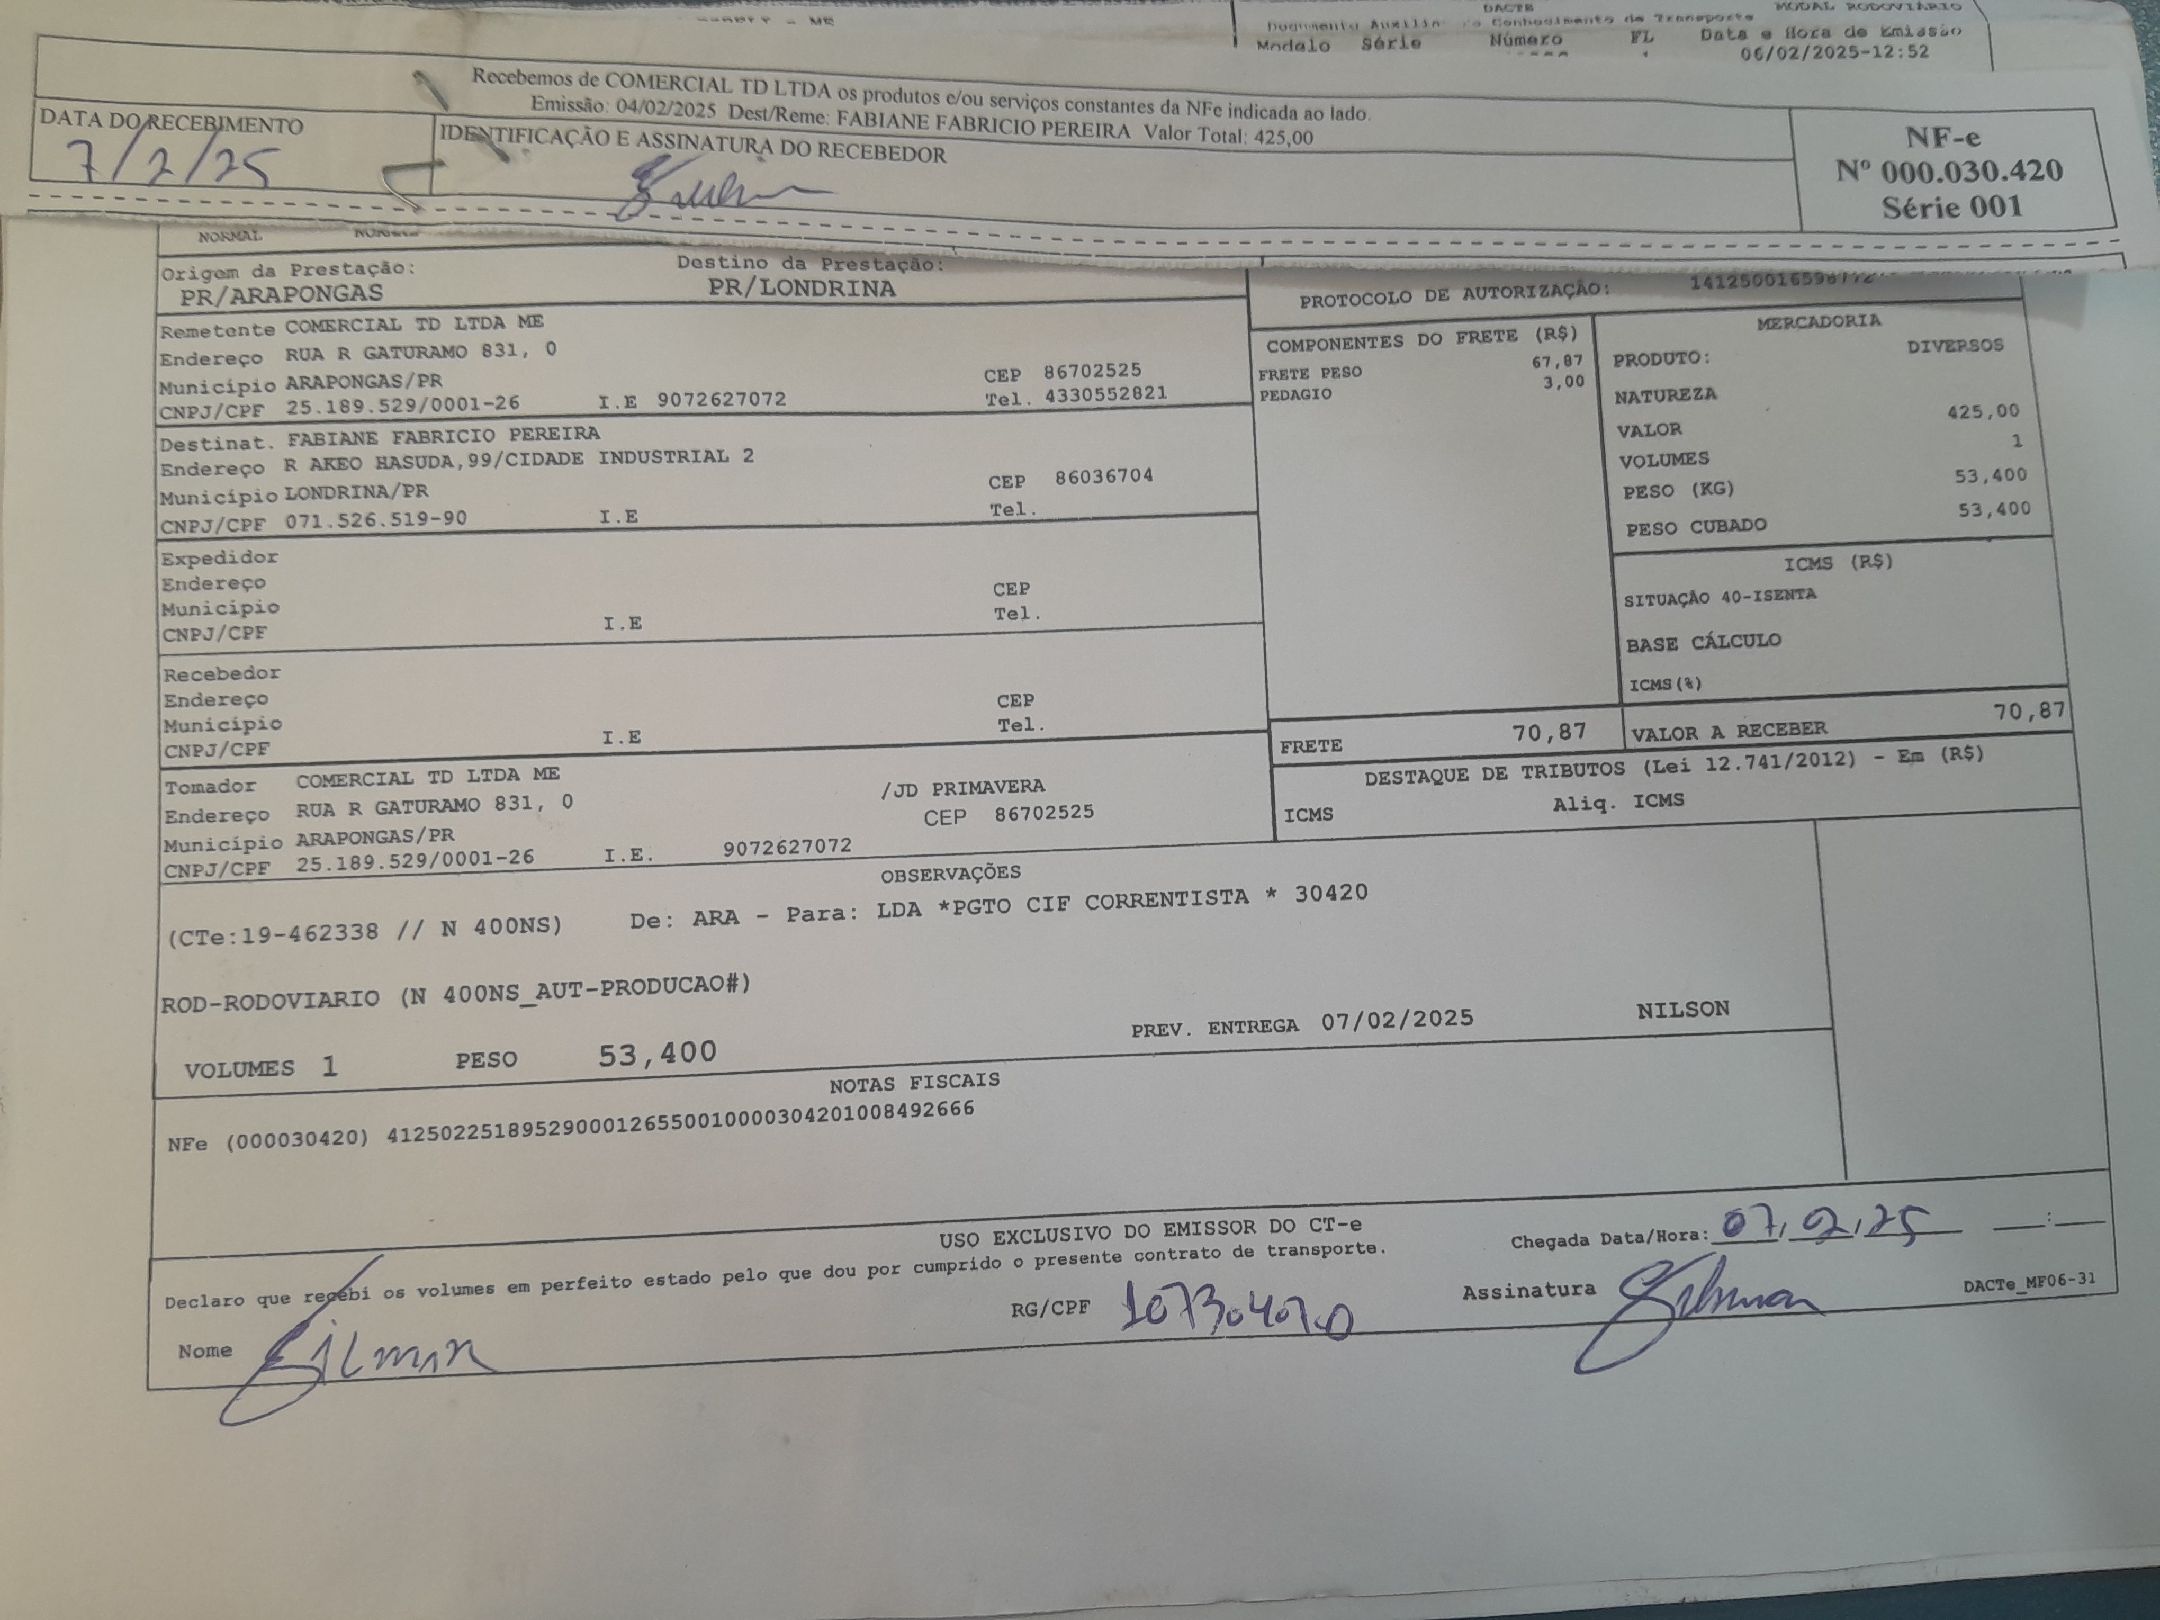 DACTE
MODAL RODOVIÁRIO
Documento Auxiliar do Conhecimento de Transporte
Modelo Série Número FL Data e Hora de Emissão
06/02/2025-12:52
Recebemos de COMERCIAL TD LTDA os produtos e/ou serviços constantes da NFe indicada ao lado.
Emissão: 04/02/2025 Dest/Reme: FABIANE FABRICIO PEREIRA Valor Total: 425,00
DATA DO RECEBIMENTO
7/2/25
IDENTIFICAÇÃO E ASSINATURA DO RECEBEDOR
NF-e
Nº 000.030.420
Série 001
NORMAL
Origem da Prestação: Destino da Prestação:
PR/ARAPONGAS PR/LONDRINA
PROTOCOLO DE AUTORIZAÇÃO:
Remetente COMERCIAL TD LTDA ME
Endereço RUA R GATURAMO 831, 0
Município ARAPONGAS/PR CEP 86702525
CNPJ/CPF 25.189.529/0001-26 I.E 9072627072 Tel. 4330552821
Destinat. FABIANE FABRICIO PEREIRA
Endereço R AKEO HASUDA,99/CIDADE INDUSTRIAL 2
Município LONDRINA/PR CEP 86036704
CNPJ/CPF 071.526.519-90 I.E Tel.
Expedidor
Endereço
Município CEP
CNPJ/CPF I.E Tel.
Recebedor
Endereço
Município CEP
CNPJ/CPF I.E Tel.
Tomador COMERCIAL TD LTDA ME
Endereço RUA R GATURAMO 831, 0 /JD PRIMAVERA
Município ARAPONGAS/PR CEP 86702525
CNPJ/CPF 25.189.529/0001-26 I.E. 9072627072
COMPONENTES DO FRETE (R$)
FRETE PESO 67,87
PEDAGIO 3,00
MERCADORIA
PRODUTO: DIVERSOS
NATUREZA
VALOR 425,00
VOLUMES 1
PESO (KG) 53,400
PESO CUBADO 53,400
ICMS (R$)
SITUAÇÃO 40-ISENTA
BASE CÁLCULO
ICMS(%)
FRETE 70,87 VALOR A RECEBER 70,87
DESTAQUE DE TRIBUTOS (Lei 12.741/2012) - Em (R$)
ICMS Aliq. ICMS
OBSERVAÇÕES
(CTe:19-462338 // N 400NS) De: ARA - Para: LDA *PGTO CIF CORRENTISTA * 30420
ROD-RODOVIARIO (N 400NS_AUT-PRODUCAO#)
VOLUMES 1 PESO 53,400 PREV. ENTREGA 07/02/2025 NILSON
NOTAS FISCAIS
NFe (000030420) 41250225189529000126550010000304201008492666
USO EXCLUSIVO DO EMISSOR DO CT-e
Declaro que recebi os volumes em perfeito estado pelo que dou por cumprido o presente contrato de transporte.
Chegada Data/Hora: 07,02,25 __:__
Nome Gilmar RG/CPF Assinatura
DACTe_MF06-31